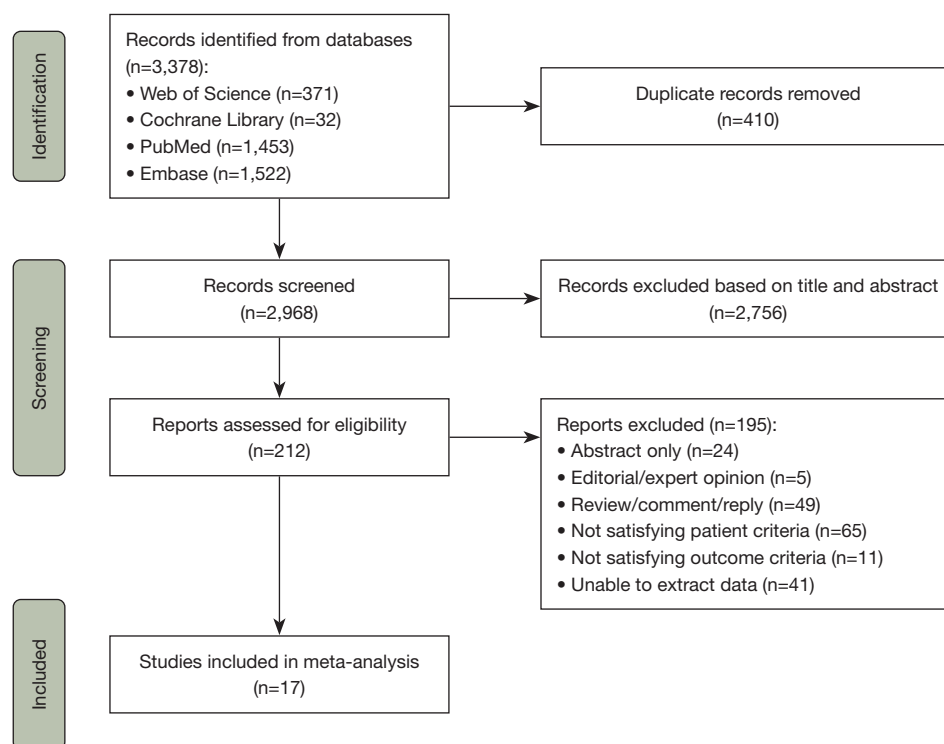 Identification
Records identified from databases
(n=3,378):
• Web of Science (n=371)
• Cochrane Library (n=32)
• PubMed (n=1,453)
• Embase (n=1,522)
Duplicate records removed
(n=410)
Screening
Records screened
(n=2,968)
Records excluded based on title and abstract
(n=2,756)
Reports assessed for eligibility
(n=212)
Reports excluded (n=195):
• Abstract only (n=24)
• Editorial/expert opinion (n=5)
• Review/comment/reply (n=49)
• Not satisfying patient criteria (n=65)
• Not satisfying outcome criteria (n=11)
• Unable to extract data (n=41)
Included
Studies included in meta-analysis
(n=17)